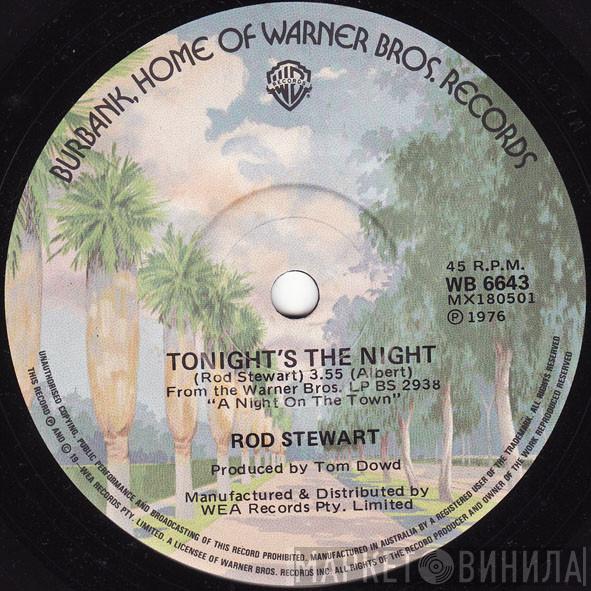 BURBANK, HOME OF WARNER BROS. RECORDS
RECORDS
45 R.P.M.
WB 6643
MX180501
Ⓟ 1976
TONIGHT'S THE NIGHT
(Rod Stewart) 3.55 (Albert)
From the Warner Bros. LP BS 2938
"A Night On The Town"
ROD STEWART
Produced by Tom Dowd
Manufactured & Distributed by
WEA Records Pty. Limited
UNAUTHORISED COPYING, PUBLIC PERFORMANCE AND BROADCASTING OF THIS RECORD PROHIBITED. MANUFACTURED IN AUSTRALIA BY A REGISTERED USER OF THE TRADEMARK. ALL RIGHTS RESERVED
THIS RECORD Ⓟ AND © 19 WEA RECORDS PTY. LIMITED. A LICENSEE OF WARNER BROS. RECORDS INC. ALL RIGHTS OF THE RECORD PRODUCER AND OWNER OF THE WORK REPRODUCED RESERVED
МАРКЕТ ВИНИЛА